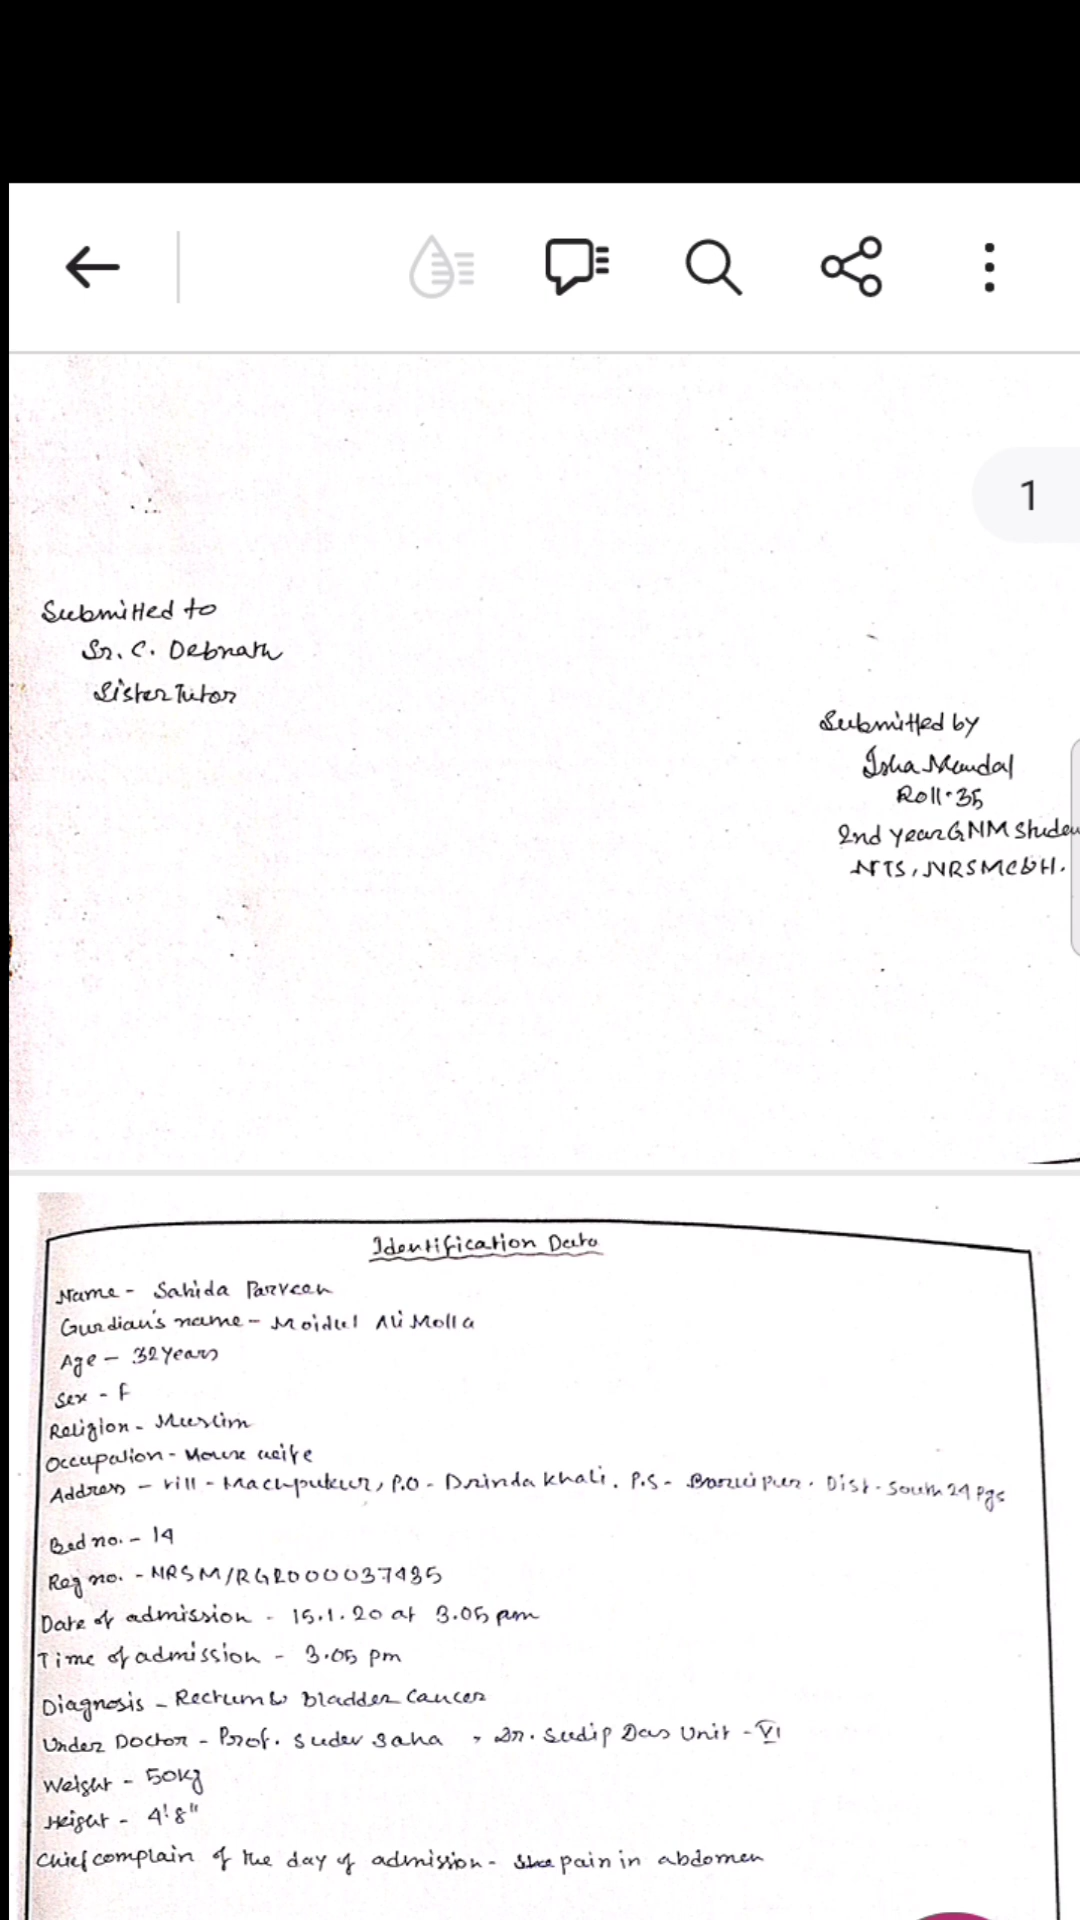 1
Submitted to
Sr. C. Debnath
Sister Tutor
Submitted by
Isha Mondal
Roll·35
2nd year GNM Studen
NTS, NRSMC&H.
Identification Data
Name - Sahida Parveen
Gurdian's name - Moidul Ali Molla
Age - 32 Years
Sex - F
Religion - Muslim
Occupation - House wife
Address - vill - Machpukur, P.O - , P.S - Baruipur. Dist - South 24 Pgs
Bed no. - 14
Reg no. - NRSM/
Date of admission - 15.1.20 at 3.05 pm
Time of admission - 3.05 pm
Diagnosis - Rectum & bladder Cancer
Under Doctor - Prof. Sudev Saha , Dr. Sudip Das Unit - VI
Weight - 50kg
Height - 4'8"
Chief complain of the day of admission - pain in abdomen